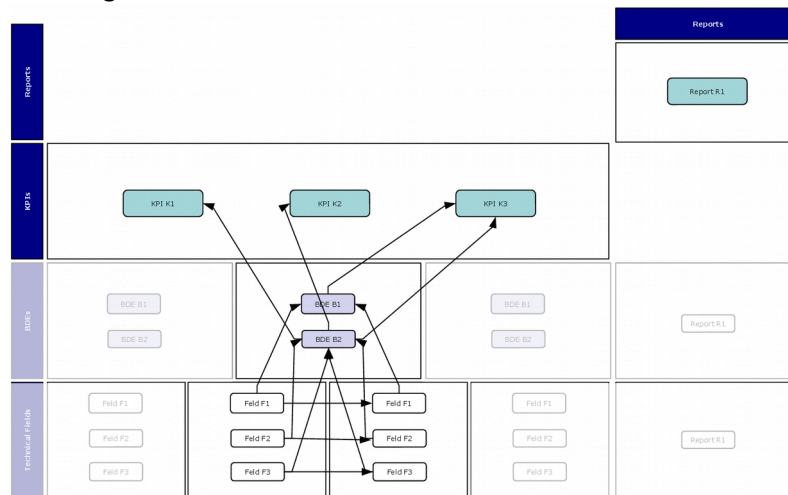 Reports
Reports
Report R1
KPIs
KPI K1
KPI K2
KPI K3
BDEs
BDE B1
BDE B1
BDE B1
Report R1
BDE B2
BDE B2
BDE B2
Technical Fields
Feld F1
Feld F1
Feld F1
Feld F1
Feld F2
Feld F2
Feld F2
Feld F2
Report R1
Feld F3
Feld F3
Feld F3
Feld F3